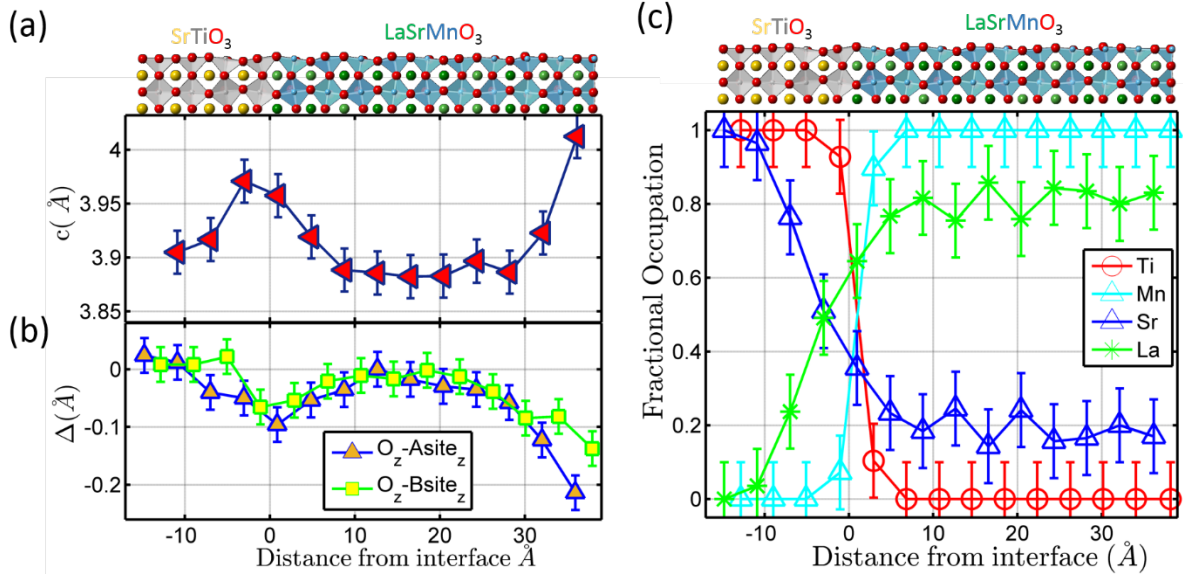 (a)
SrTiO3
LaSrMnO3
4
3.95
3.9
3.85
c( Å)
(b)
0
-0.1
-0.2
Δ(Å)
Oz-Asitez
Oz-Bsitez
-10
0
10
20
30
Distance from interface Å
(c)
SrTiO3
LaSrMnO3
1
0.8
0.6
0.4
0.2
0
Fractional Occupation
Ti
Mn
Sr
La
-10
0
10
20
30
Distance from interface (Å)